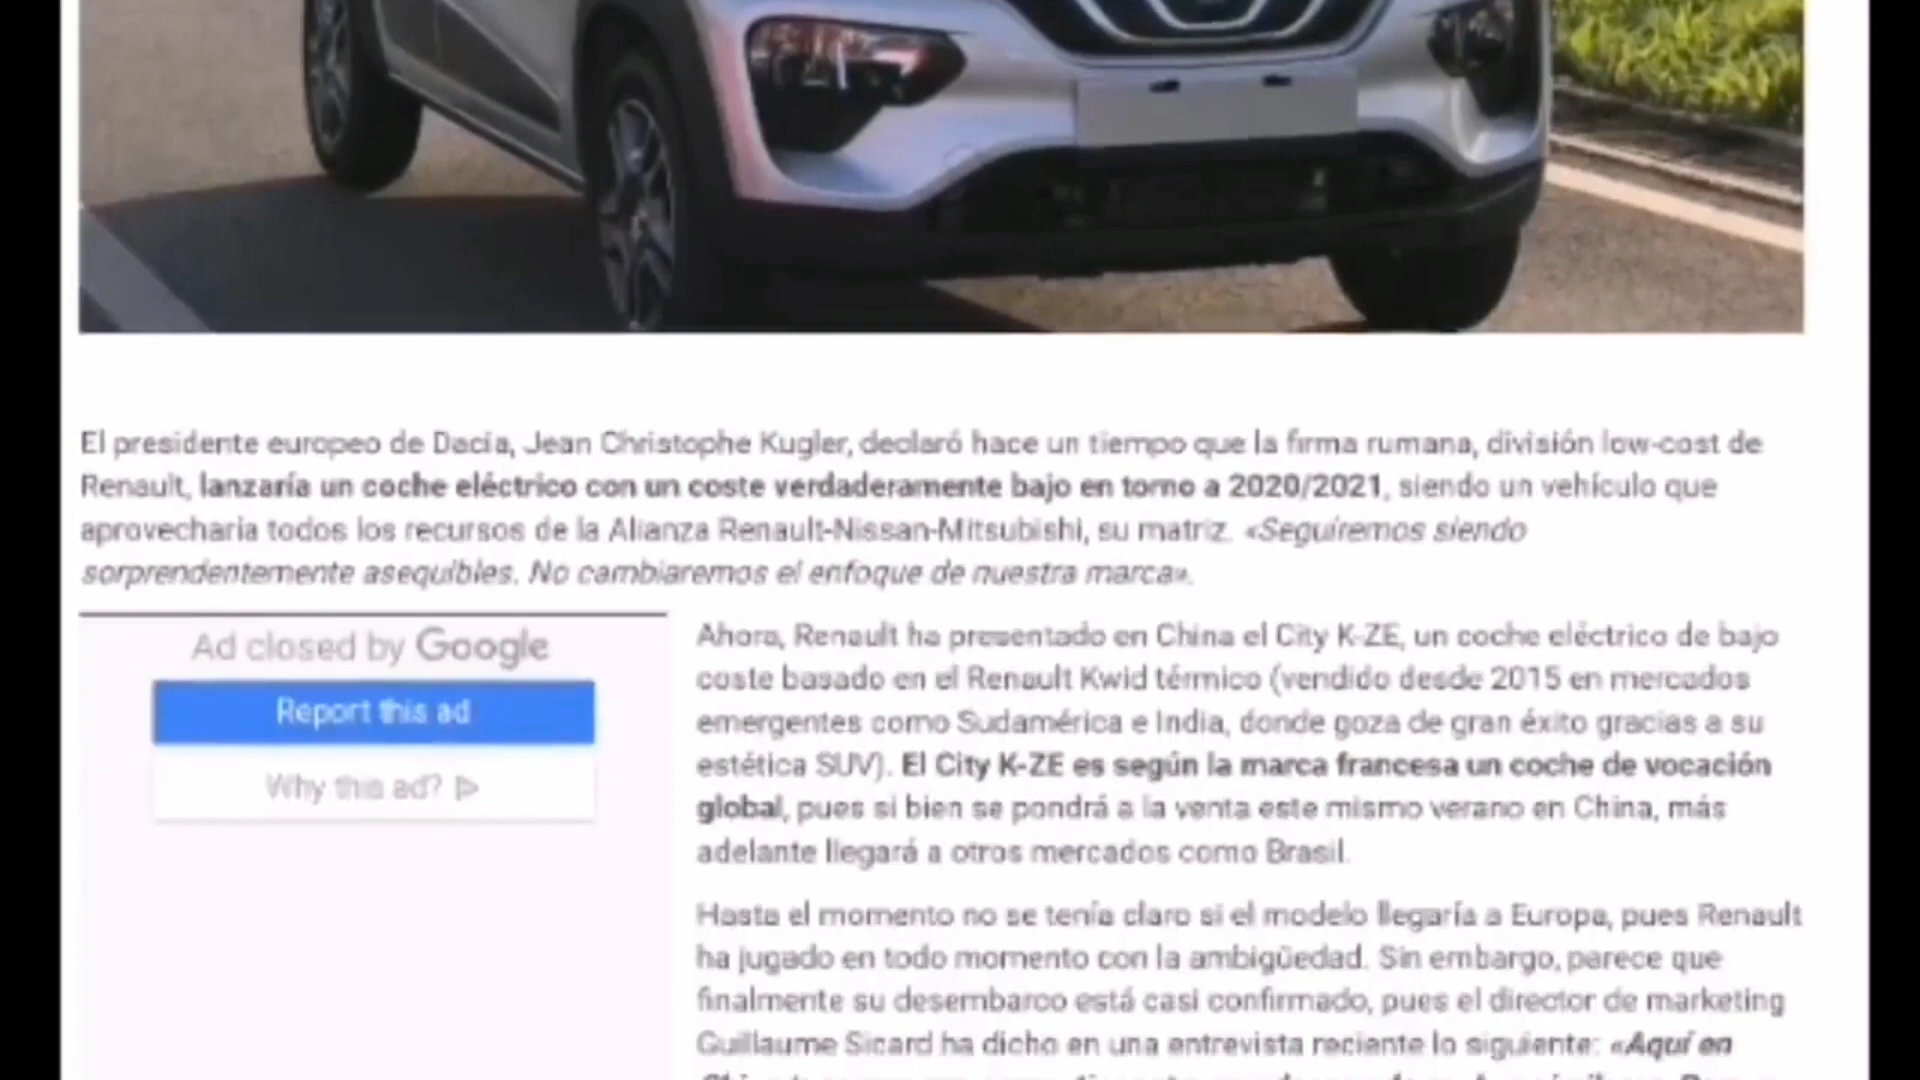 El presidente europeo de Dacia, Jean Christophe Kugler, declaró hace un tiempo que la firma rumana, división low-cost de
Renault, lanzaría un coche eléctrico con un coste verdaderamente bajo en torno a 2020/2021, siendo un vehículo que
aprovecharia todos los recursos de la Alianza Renault-Nissan-Mitsubishi, su matriz. «Seguiremos siendo
sorprendentemente asequibles. No cambiaremos el enfoque de nuestra marca».
Ad closed by Google
Report this ad
Why this ad?
Ahora, Renault ha presentado en China el City K-ZE, un coche eléctrico de bajo
coste basado en el Renault Kwid térmico (vendido desde 2015 en mercados
emergentes como Sudamérica e India, donde goza de gran éxito gracias a su
estética SUV). El City K-ZE es según la marca francesa un coche de vocación
global, pues si bien se pondrá a la venta este mismo verano en China, más
adelante llegará a otros mercados como Brasil.
Hasta el momento no se tenía claro si el modelo llegaría a Europa, pues Renault
ha jugado en todo momento con la ambigüedad. Sin embargo, parece que
finalmente su desembarco está casi confirmado, pues el director de marketing
Guillaume Sicard ha dicho en una entrevista reciente lo siguiente: «Aquí en